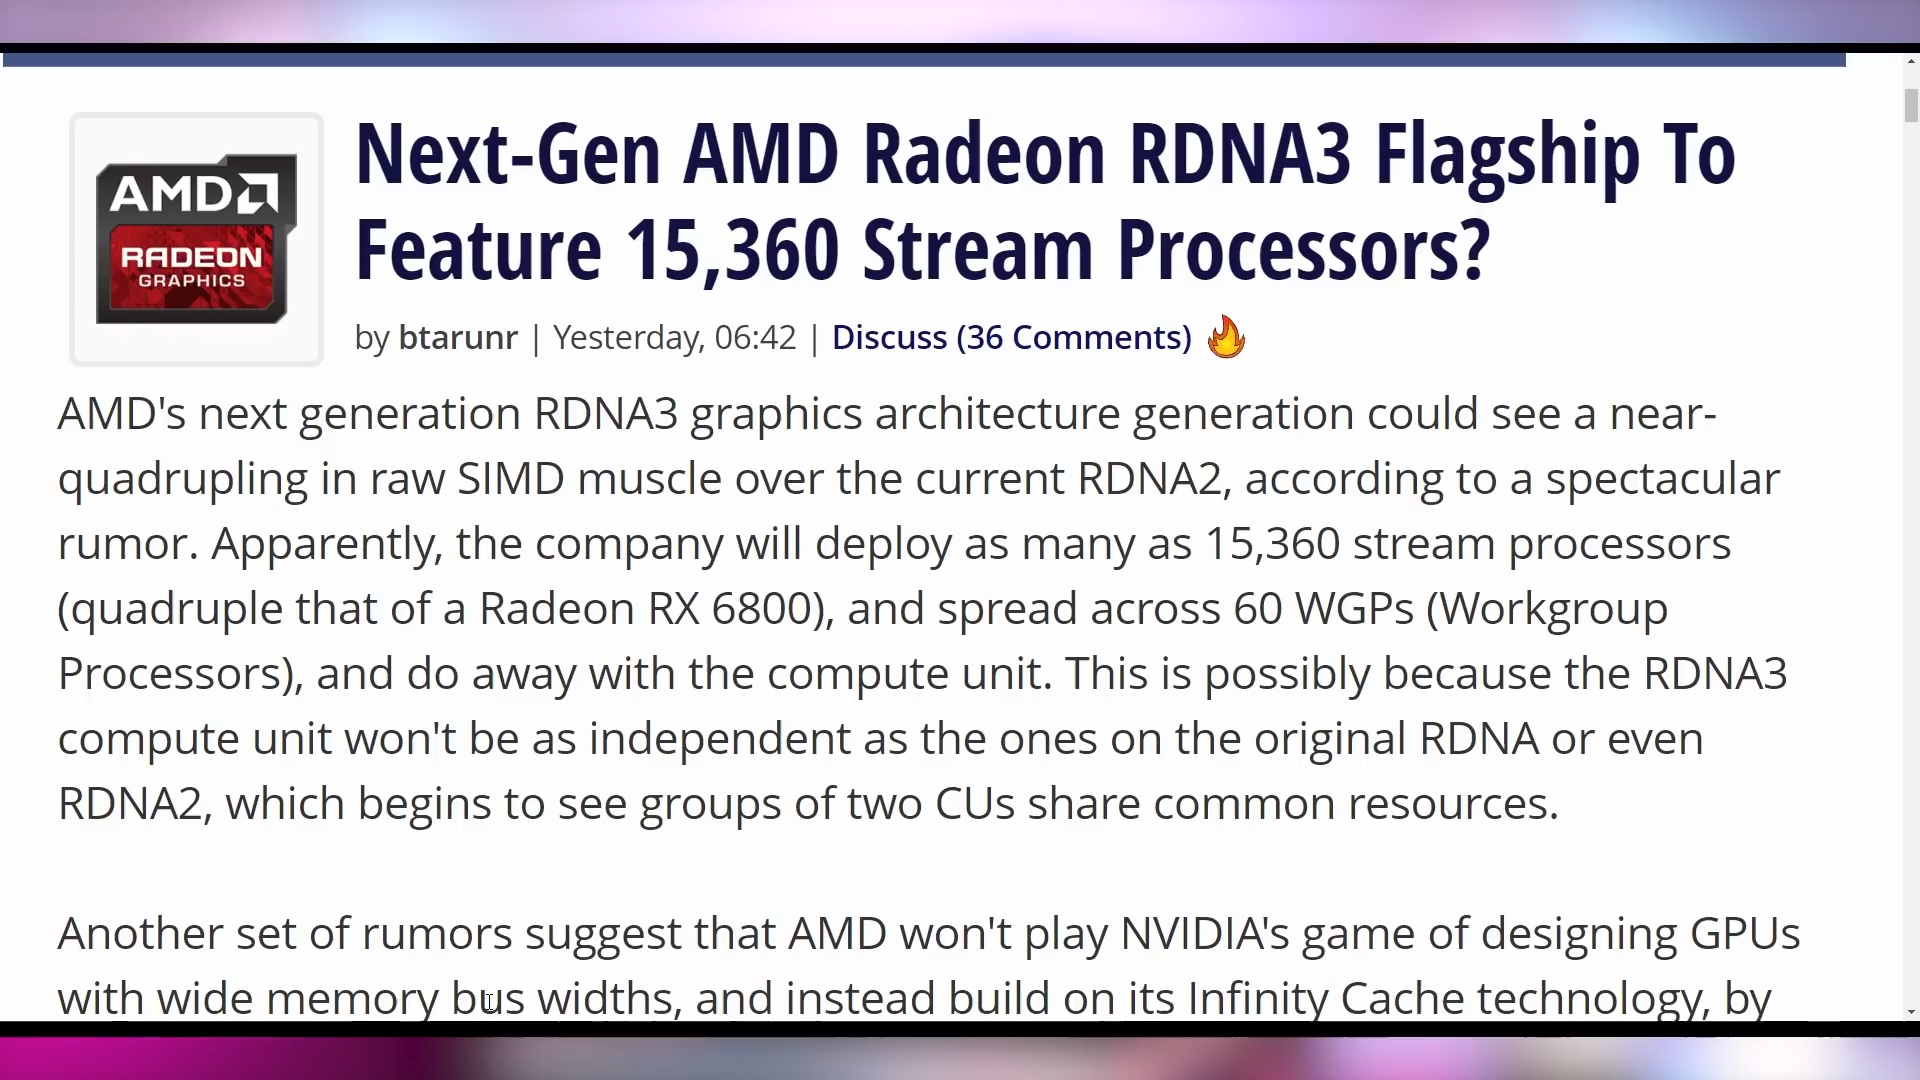 AMD
RADEON
GRAPHICS
Next-Gen AMD Radeon RDNA3 Flagship To
Feature 15,360 Stream Processors?
by btarunr | Yesterday, 06:42 | Discuss (36 Comments)
AMD's next generation RDNA3 graphics architecture generation could see a near-
quadrupling in raw SIMD muscle over the current RDNA2, according to a spectacular
rumor. Apparently, the company will deploy as many as 15,360 stream processors
(quadruple that of a Radeon RX 6800), and spread across 60 WGPs (Workgroup
Processors), and do away with the compute unit. This is possibly because the RDNA3
compute unit won't be as independent as the ones on the original RDNA or even
RDNA2, which begins to see groups of two CUs share common resources.
Another set of rumors suggest that AMD won't play NVIDIA's game of designing GPUs
with wide memory bus widths, and instead build on its Infinity Cache technology, by